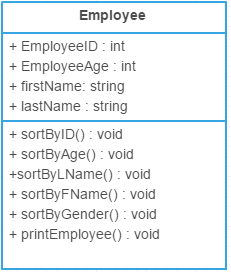 Employee
+ EmployeeID : int
+ EmployeeAge : int
+ firstName: string
+ lastName : string
+ sortByID() : void
+ sortByAge() : void
+sortByLName() : void
+ sortByFName() : void
+ sortByGender() : void
+ printEmployee() : void